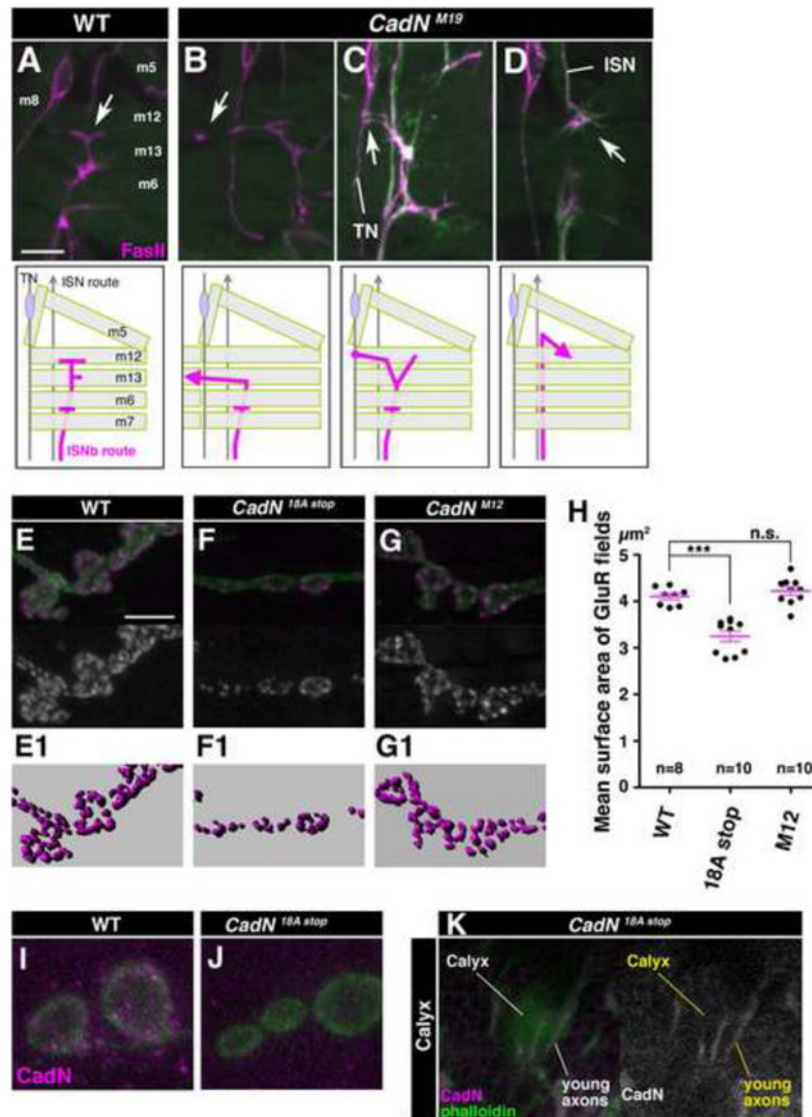 WT
CadN M19
A
B
C
D
m5
m8
m12
m13
m6
ISN
TN
FasII
TN
ISN route
m5
m12
m13
m6
m7
ISNb route
WT
CadN 18A stop
CadN M12
E
F
G
E1
F1
G1
H
μm²
n.s.
***
5
4
3
2
1
0
Mean surface area of GluR fields
n=8
n=10
n=10
WT
18A stop
M12
WT
CadN 18A stop
I
J
CadN
CadN 18A stop
K
Calyx
Calyx
Calyx
young
axons
young
axons
CadN
phalloidin
CadN